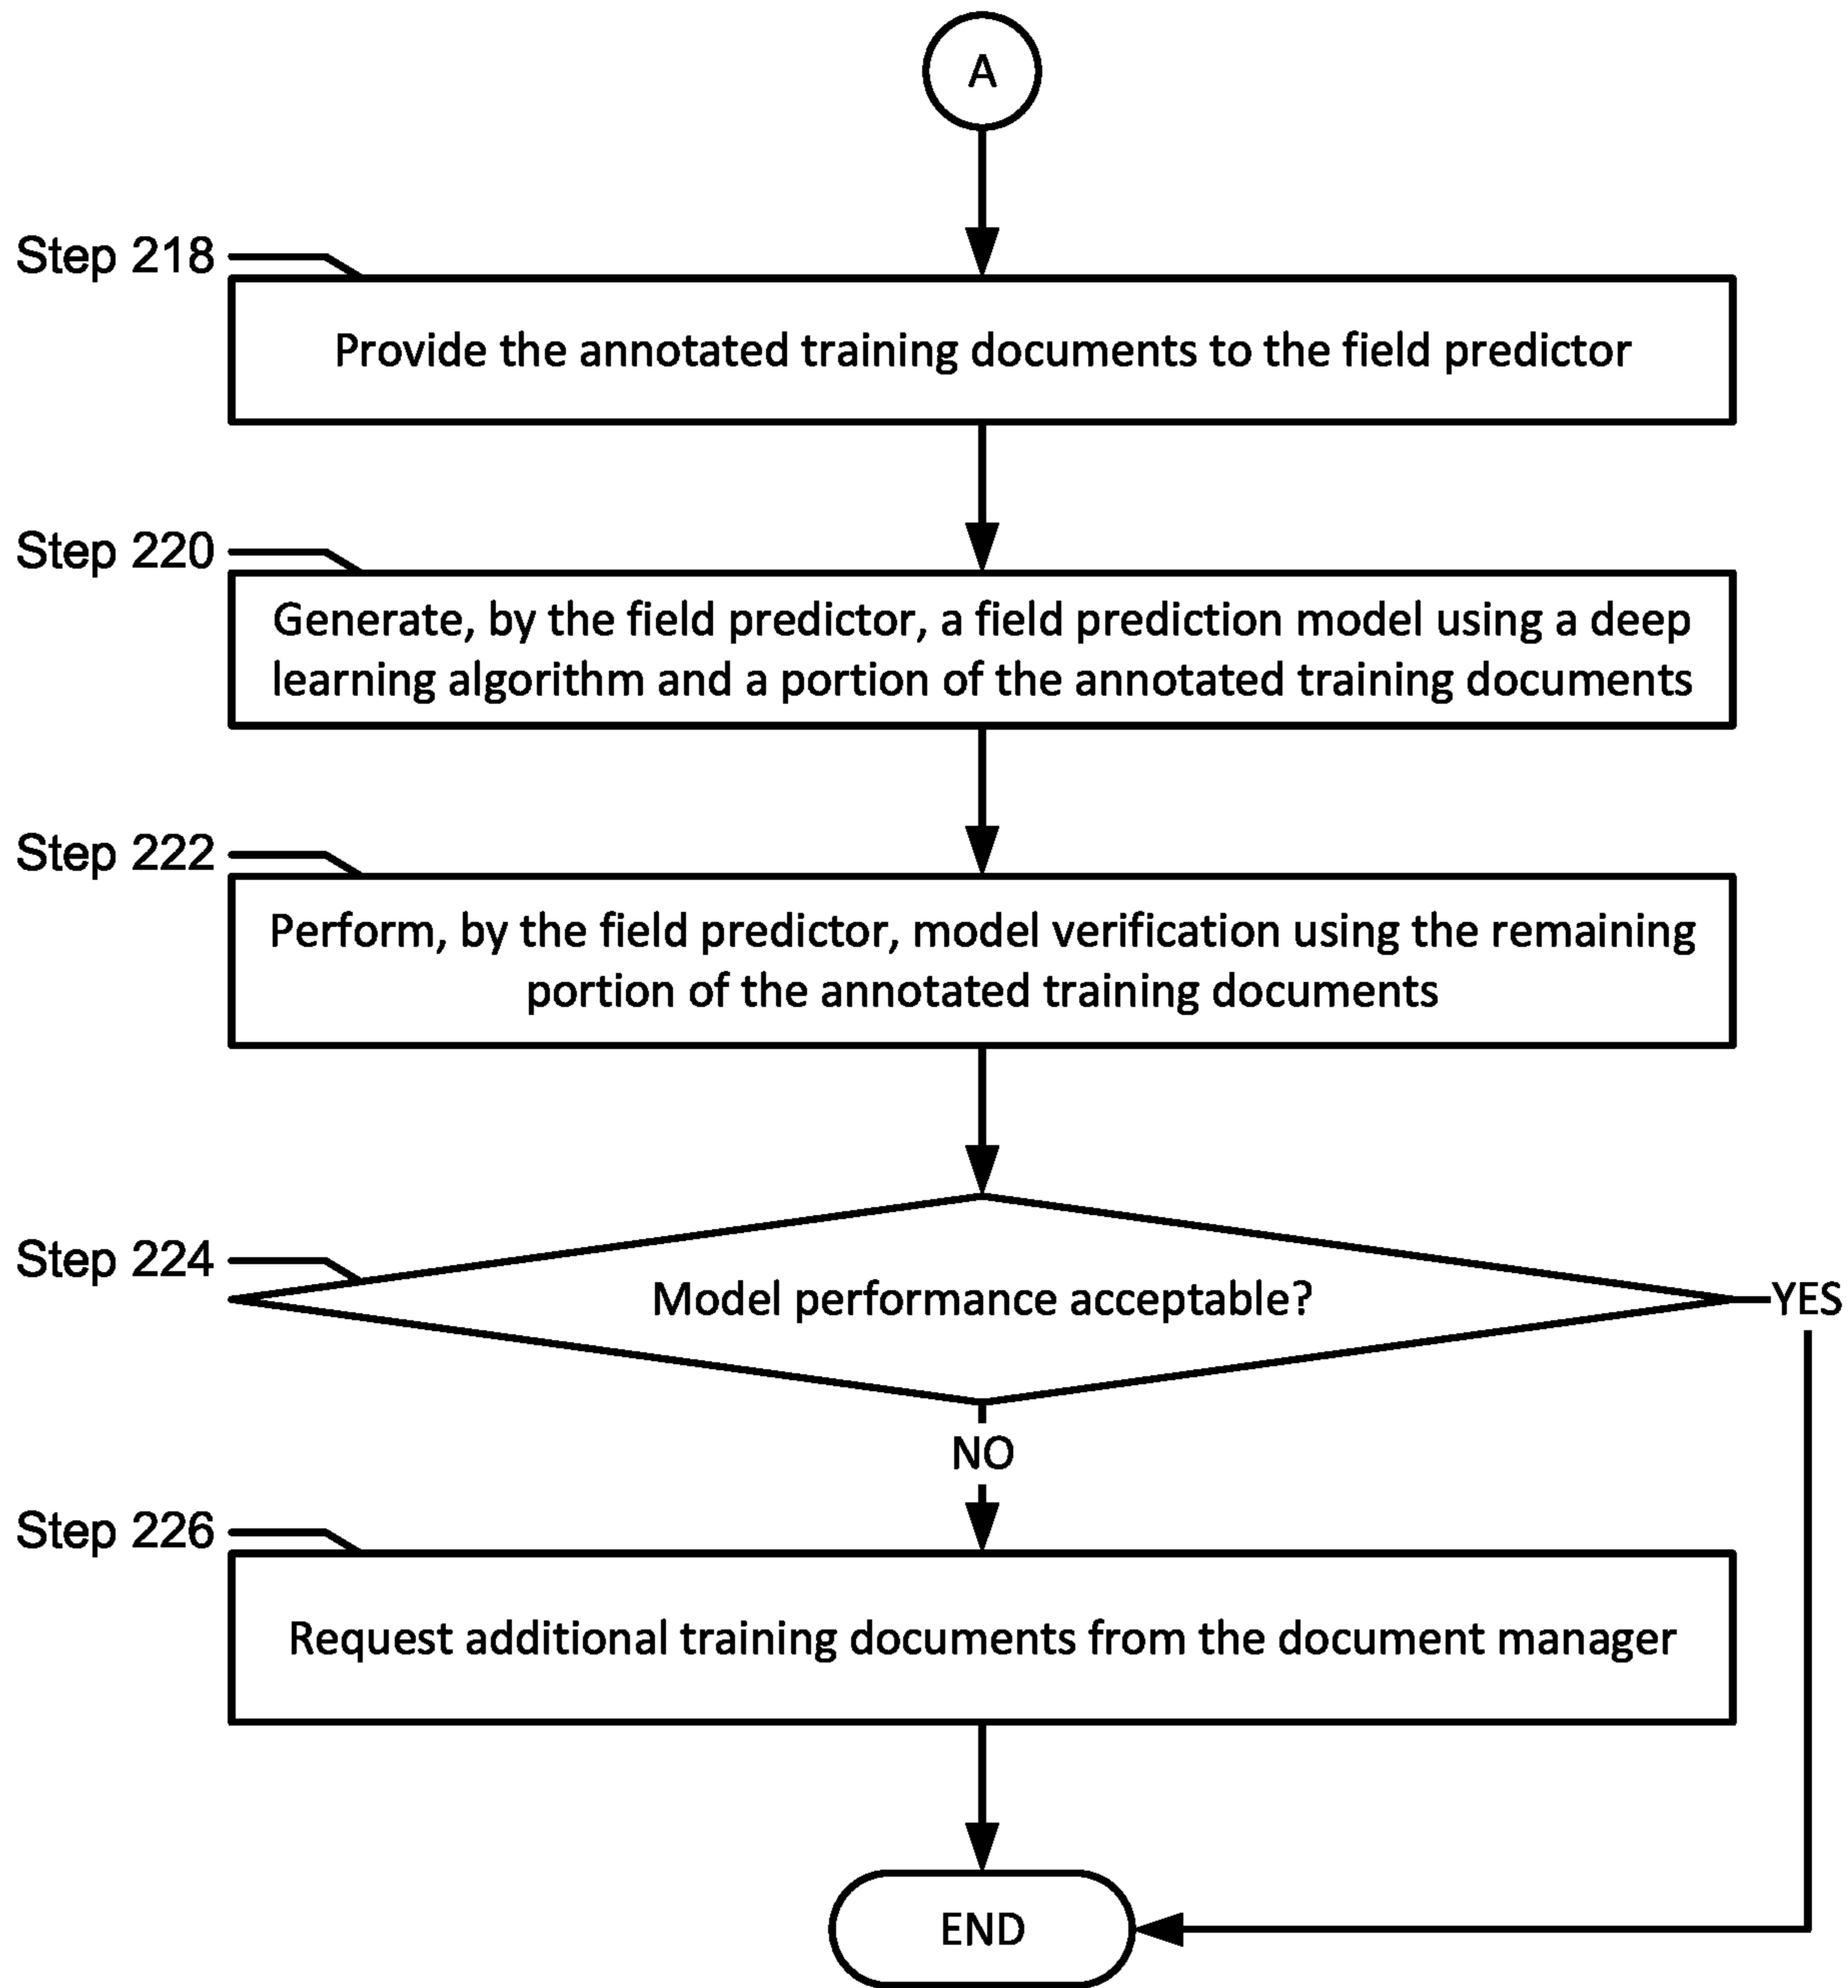 A
Step 218
Provide the annotated training documents to the field predictor
Step 220
Generate, by the field predictor, a field prediction model using a deep
learning algorithm and a portion of the annotated training documents
Step 222
Perform, by the field predictor, model verification using the remaining
portion of the annotated training documents
Step 224
Model performance acceptable?
YES
NO
Step 226
Request additional training documents from the document manager
END